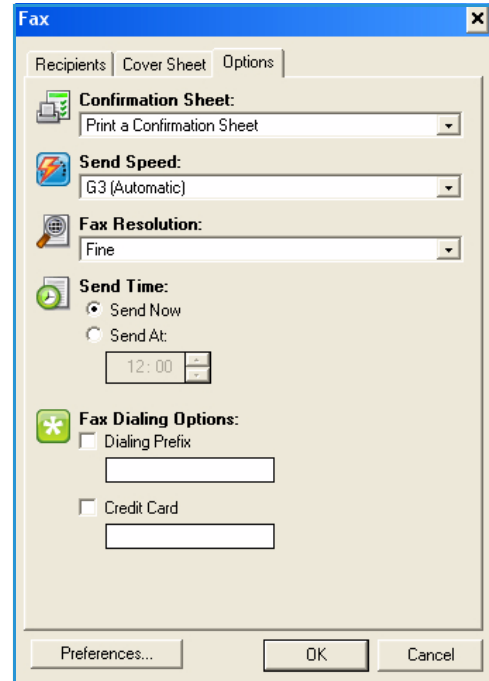 Fax
Recipients Cover Sheet Options
Confirmation Sheet:
Print a Confirmation Sheet
Send Speed:
G3 (Automatic)
Fax Resolution:
Fine
Send Time:
Send Now
Send At:
12:00
Fax Dialing Options:
Dialing Prefix
Credit Card
Preferences... OK Cancel